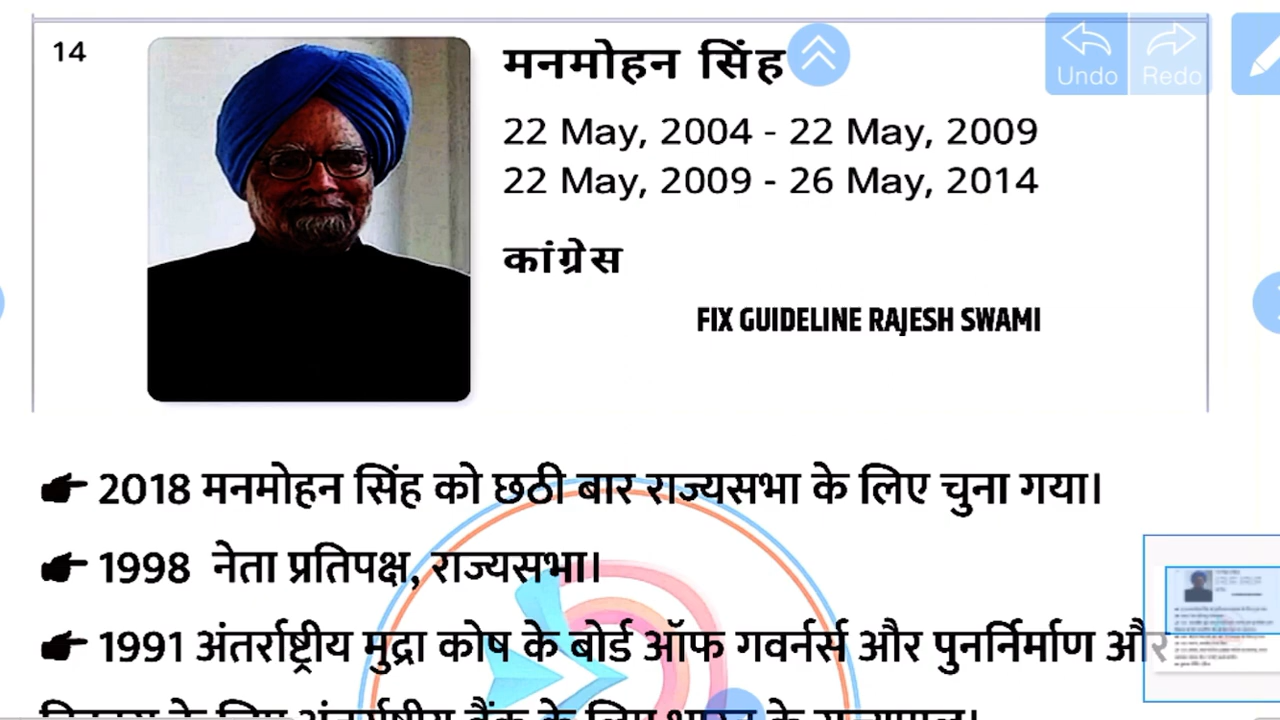 14
मनमोहन सिंह
Undo Redo
22 May, 2004 - 22 May, 2009
22 May, 2009 - 26 May, 2014
कांग्रेस
FIX GUIDELINE RAJESH SWAMI
2018 मनमोहन सिंह को छठी बार राज्यसभा के लिए चुना गया।
1998 नेता प्रतिपक्ष, राज्यसभा।
1991 अंतर्राष्ट्रीय मुद्रा कोष के बोर्ड ऑफ गवर्नर्स और पुनर्निर्माण और